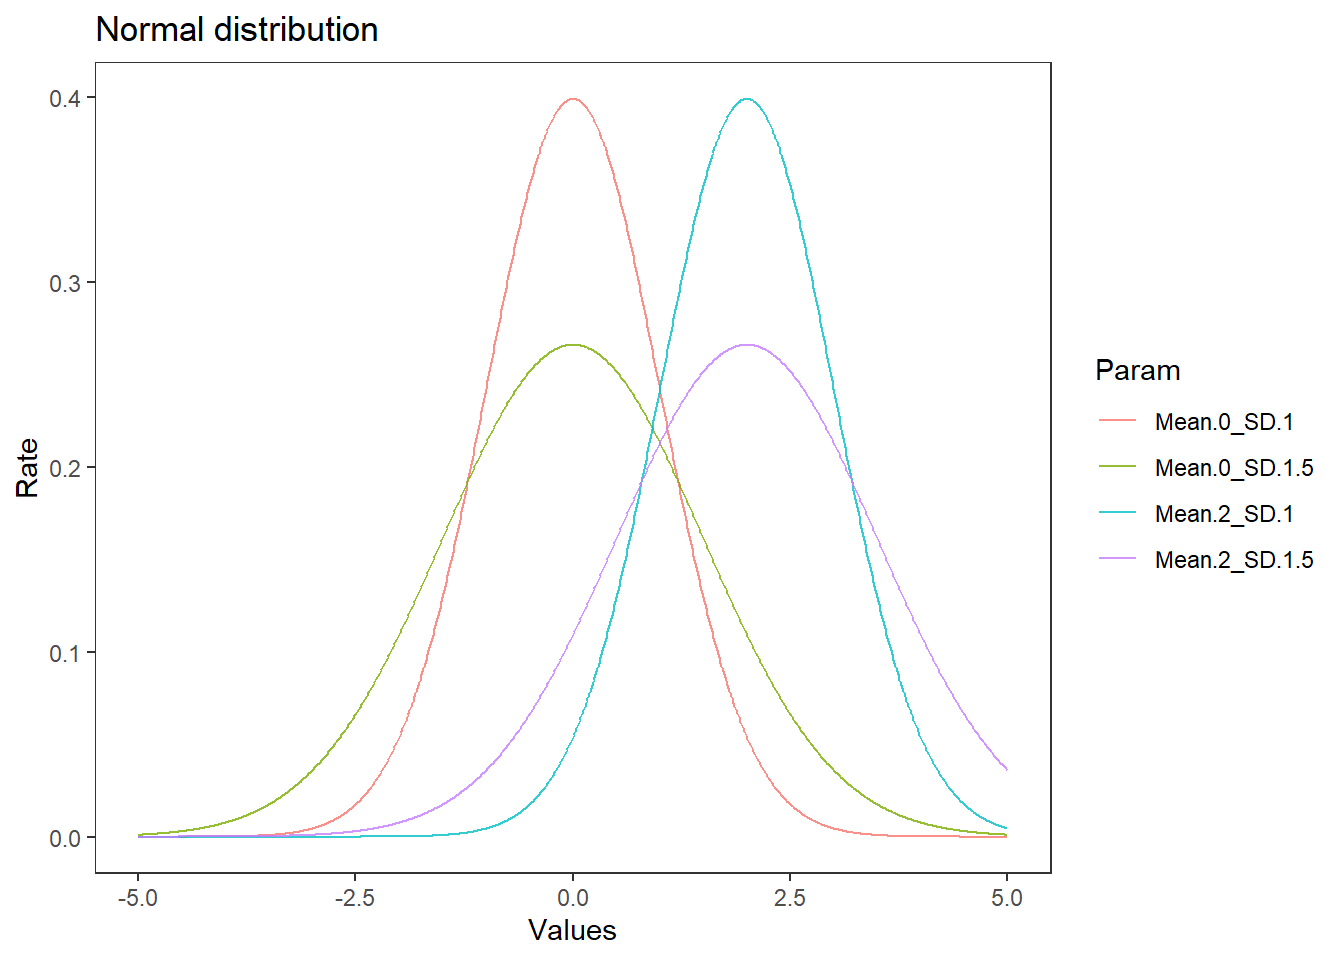 Normal distribution
0.4
0.3
0.2
0.1
0.0
Rate
-5.0
-2.5
0.0
2.5
5.0
Values
Param
Mean.0_SD.1
Mean.0_SD.1.5
Mean.2_SD.1
Mean.2_SD.1.5